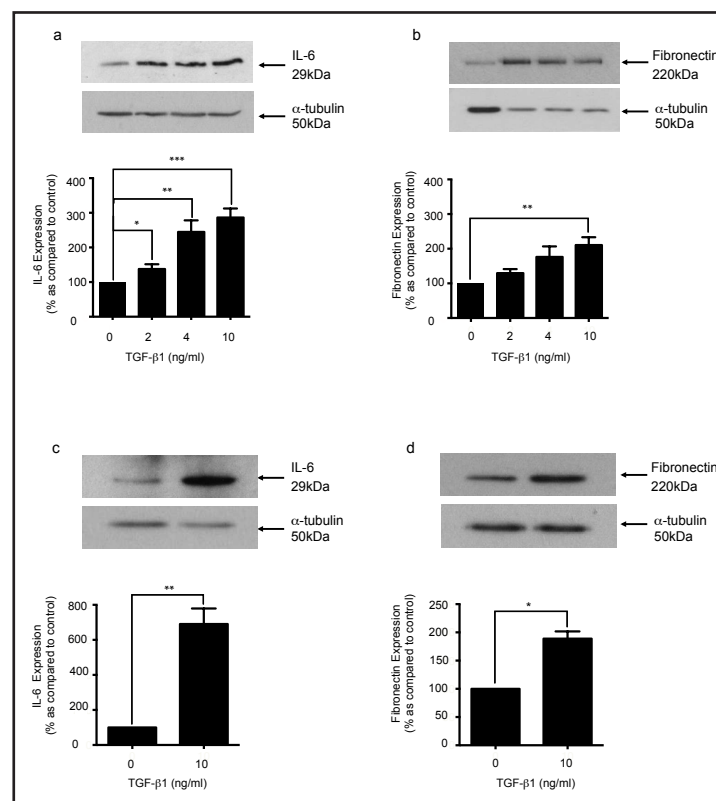 a
IL-6
29kDa
α-tubulin
50kDa
***
**
*
400
300
200
100
0
IL-6 Expression
(% as compared to control)
0 2 4 10
TGF-β1 (ng/ml)
b
Fibronectin
220kDa
α-tubulin
50kDa
**
400
300
200
100
0
Fibronectin Expression
(% as compared to control)
0 2 4 10
TGF-β1 (ng/ml)
c
IL-6
29kDa
α-tubulin
50kDa
**
800
600
400
200
0
IL-6 Expression
(% as compared to control)
0 10
TGF-β1 (ng/ml)
d
Fibronectin
220kDa
α-tubulin
50kDa
*
250
200
150
100
50
0
Fibronectin Expression
(% as compared to control)
0 10
TGF-β1 (ng/ml)